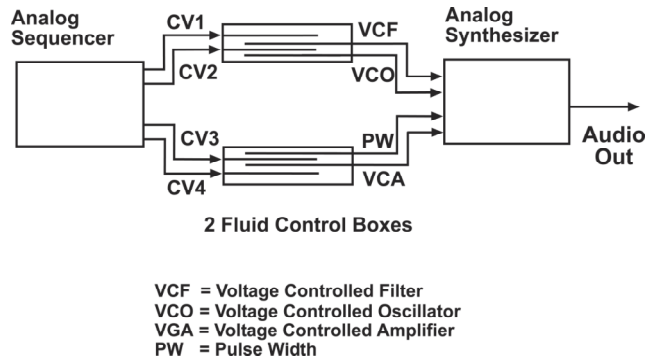 Analog
Sequencer
CV1
CV2
CV3
CV4
VCF
VCO
PW
VCA
Analog
Synthesizer
Audio
Out
2 Fluid Control Boxes
VCF = Voltage Controlled Filter
VCO = Voltage Controlled Oscillator
VGA = Voltage Controlled Amplifier
PW = Pulse Width